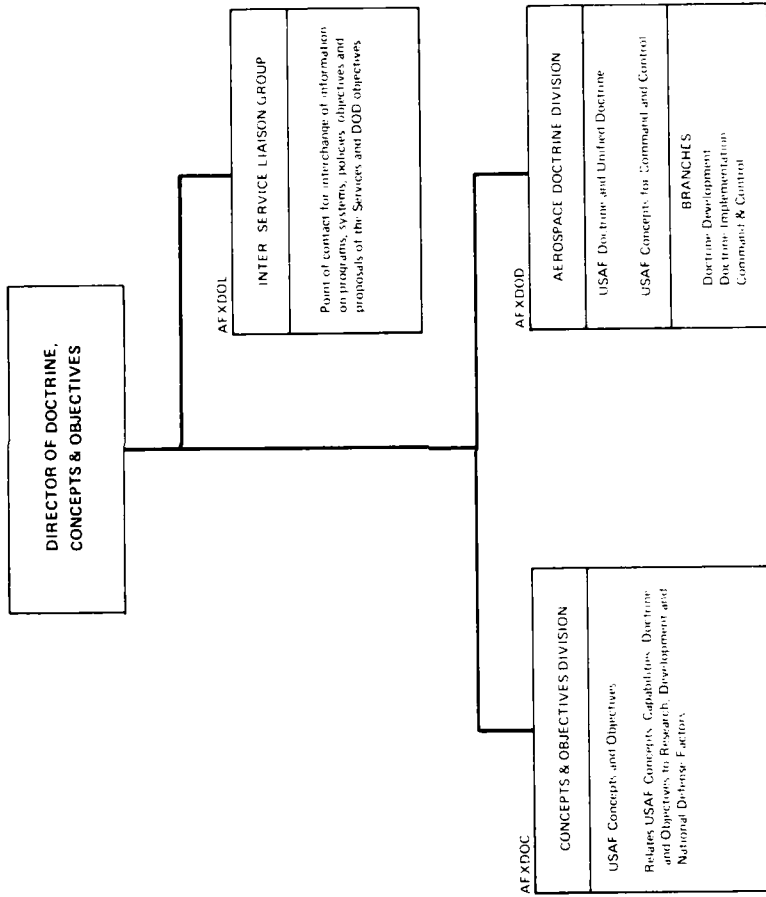 DIRECTOR OF DOCTRINE,
CONCEPTS & OBJECTIVES
AFXDOL
INTER SERVICE LIAISON GROUP
Point of contact for interchange of information
on programs, systems, policies objectives and
proposals of the Services and DOD objectives
AFXDOC
CONCEPTS & OBJECTIVES DIVISION
USAF Concepts and Objectives
Relates USAF Concepts Capabilities Doctrine
and Objectives to Research, Development and
National Defense Factors
AFXDOD
AEROSPACE DOCTRINE DIVISION
USAF Doctrine and Unified Doctrine
USAF Concepts for Command and Control
BRANCHES
Doctrine Development
Doctrine Implementation
Command & Control